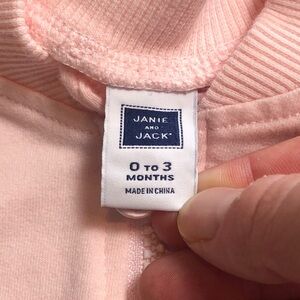 JANIE
AND
JACK
0 TO 3
MONTHS
MADE IN CHINA